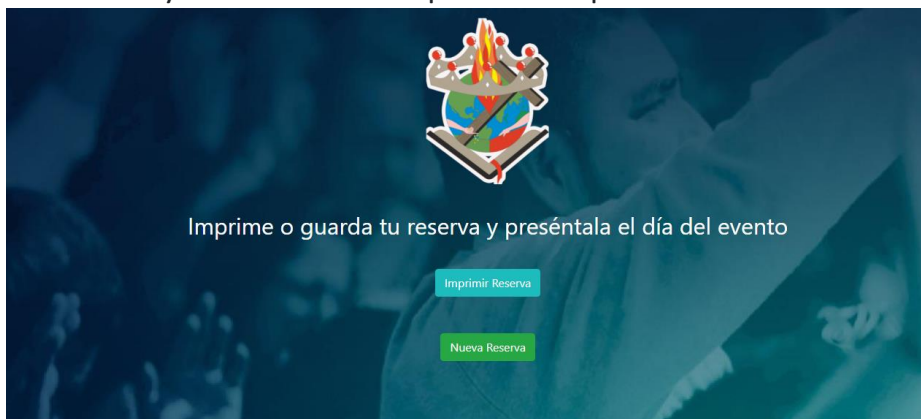 Imprime o guarda tu reserva y preséntala el día del evento
Imprimir Reserva
Nueva Reserva